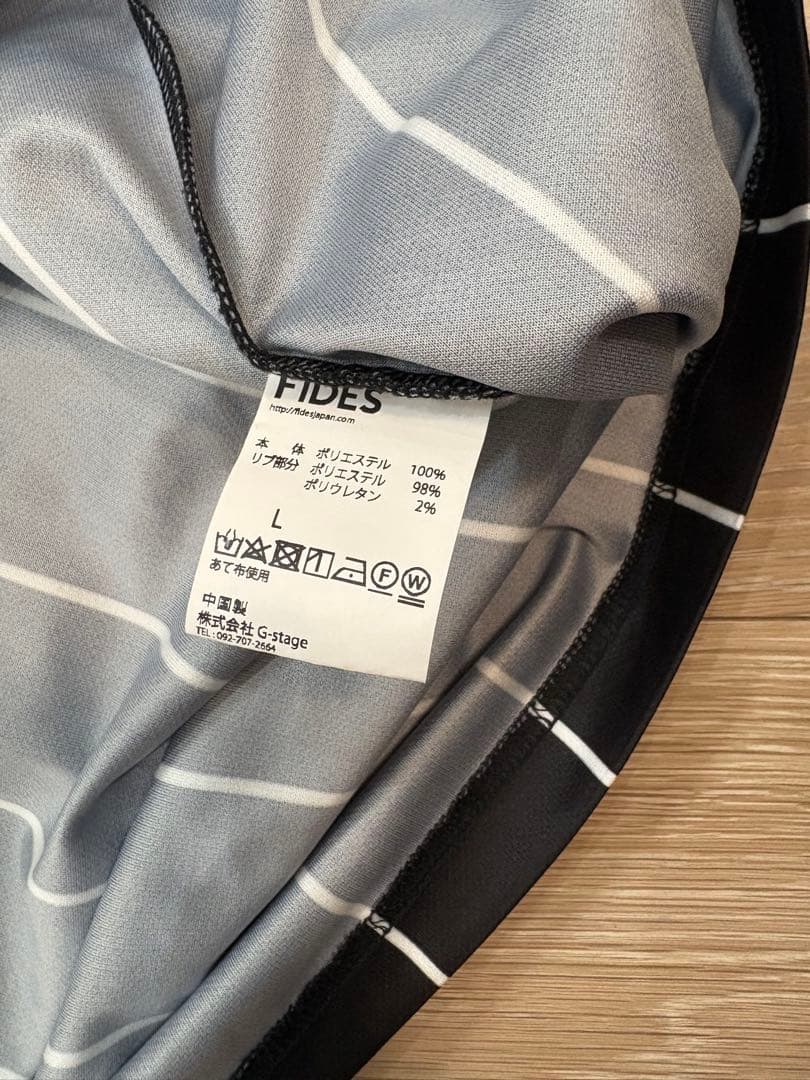 FIDES
http://fidesjapan.com
本 体 ポリエステル 100%
リブ部分 ポリエステル 98%
ポリウレタン 2%
L
F W
あて布使用
中国製
株式会社 G-stage
TEL : 092-707-2664